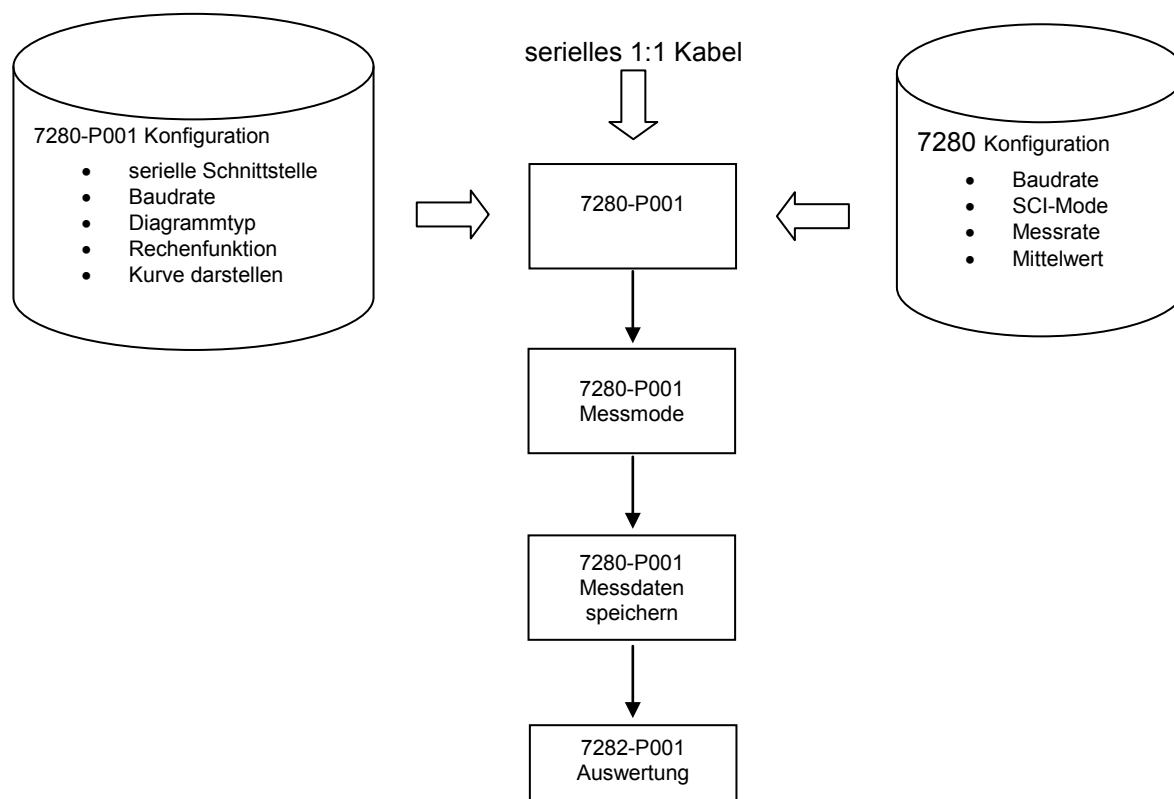 serielles 1:1 Kabel
7280-P001 Konfiguration
• serielle Schnittstelle
• Baudrate
• Diagrammtyp
• Rechenfunktion
• Kurve darstellen
7280-P001
7280 Konfiguration
• Baudrate
• SCI-Mode
• Messrate
• Mittelwert
7280-P001
Messmode
7280-P001
Messdaten
speichern
7282-P001
Auswertung